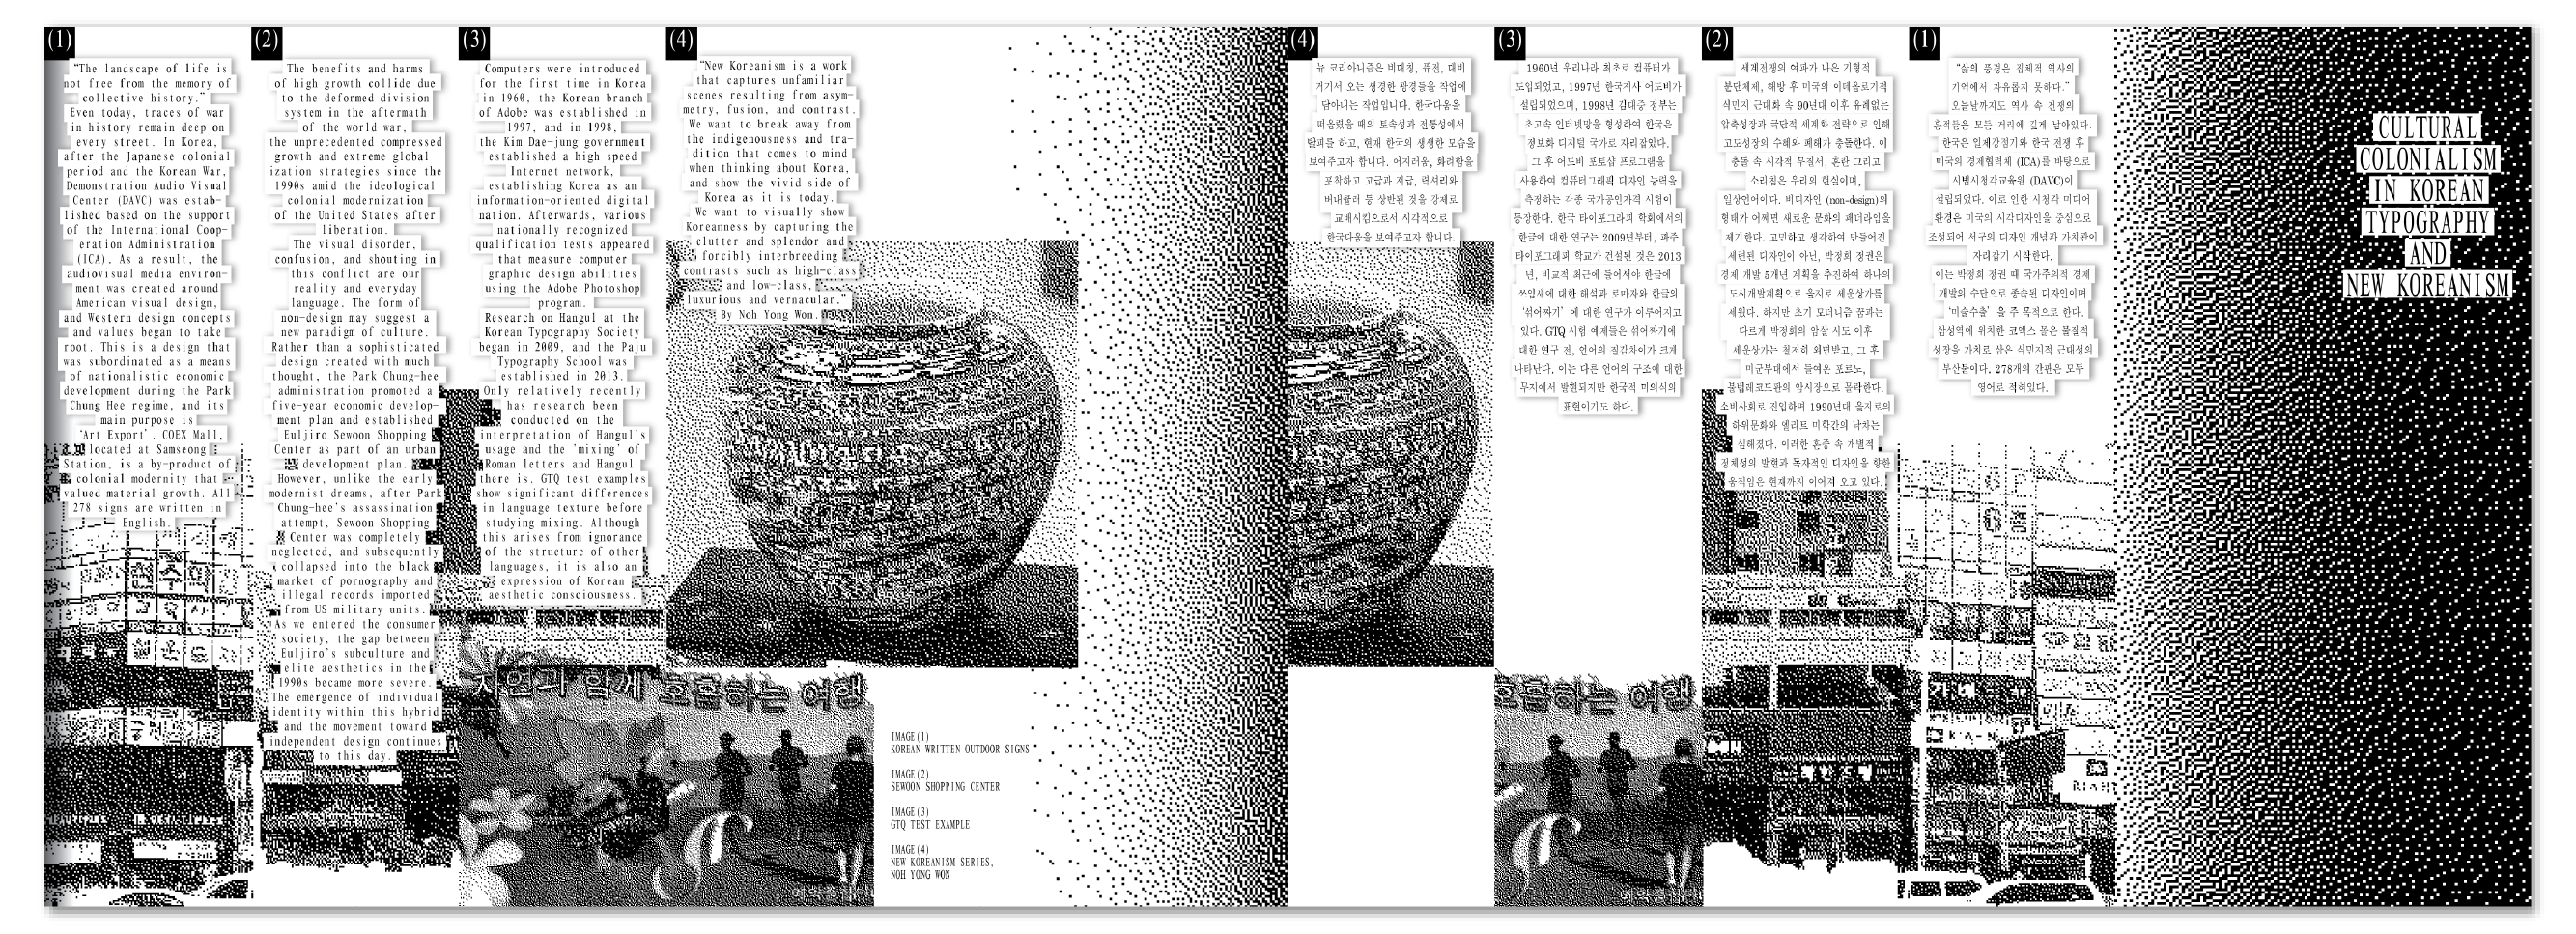 (1)
“The landscape of life is
not free from the memory of
collective history.”
Even today, traces of war
in history remain deep on
every street. In Korea,
after the Japanese colonial
period and the Korean War,
Demonstration Audio Visual
Center (DAVC) was estab-
lished based on the support
of the International Coop-
eration Administration
(ICA). As a result, the
audiovisual media environ-
ment was created around
American visual design,
and Western design concepts
and values began to take
root. This is a design that
was subordinated as a means
of nationalistic economic
development during the Park
Chung Hee regime, and its
main purpose is
‘Art Export’. COEX Mall,
located at Samseong
Station, is a by-product of
colonial modernity that
valued material growth. All
278 signs are written in
English.
(2)
The benefits and harms
of high growth collide due
to the deformed division
system in the aftermath
of the world war,
the unprecedented compressed
growth and extreme global-
ization strategies since the
1990s amid the ideological
colonial modernization
of the United States after
liberation.
The visual disorder,
confusion, and shouting in
this conflict are our
reality and everyday
language. The form of
non-design may suggest a
new paradigm of culture.
Rather than a sophisticated
design created with much
thought, the Park Chung-hee
administration promoted a
five-year economic develop-
ment plan and established
Euljiro Sewoon Shopping
Center as part of an urban
development plan.
However, unlike the early
modernist dreams, after Park
Chung-hee’s assassination
attempt, Sewoon Shopping
Center was completely
neglected, and subsequently
collapsed into the black
market of pornography and
illegal records imported
from US military units.
As we entered the consumer
society, the gap between
Euljiro’s subculture and
elite aesthetics in the
1990s became more severe.
The emergence of individual
identity within this hybrid
and the movement toward
independent design continues
to this day.
(3)
Computers were introduced
for the first time in Korea
in 1960, the Korean branch
of Adobe was established in
1997, and in 1998,
the Kim Dae-jung government
established a high-speed
Internet network,
establishing Korea as an
information-oriented digital
nation. Afterwards, various
nationally recognized
qualification tests appeared
that measure computer
graphic design abilities
using the Adobe Photoshop
program.
Research on Hangul at the
Korean Typography Society
began in 2009, and the Paju
Typography School was
established in 2013.
Only relatively recently
has research been
conducted on the
interpretation of Hangul’s
usage and the ‘mixing’ of
Roman letters and Hangul.
there is. GTQ test examples
show significant differences
in language texture before
studying mixing. Although
this arises from ignorance
of the structure of other
languages, it is also an
expression of Korean
aesthetic consciousness.
(4)
“New Koreanism is a work
that captures unfamiliar
scenes resulting from asym-
metry, fusion, and contrast.
We want to break away from
the indigenousness and tra-
dition that comes to mind
when thinking about Korea,
and show the vivid side of
Korea as it is today.
We want to visually show
Koreanness by capturing the
clutter and splendor and
forcibly interbreeding
contrasts such as high-class
and low-class,
luxurious and vernacular.”
By Noh Yong Won.
자연과 함께 호흡하는 여행
IMAGE(1)
KOREAN WRITTEN OUTDOOR SIGNS
IMAGE(2)
SEWOON SHOPPING CENTER
IMAGE(3)
GTQ TEST EXAMPLE
IMAGE(4)
NEW KOREANISM SERIES,
NOH YONG WON
(4)
뉴 코리아니즘은 비대칭, 퓨전, 대비
거기서 오는 생경한 광경들을 작업에
담아내는 작업입니다. 한국다움을
떠올렸을 때의 토속성과 전통성에서
탈피를 하고, 현재 한국의 생생한 모습을
보여주고자 합니다. 어지러움, 화려함을
포착하고 고급과 저급, 럭셔리와
버내큘러 등 상반된 것을 강제로
교배시킴으로서 시각적으로
한국다움을 보여주고자 합니다.
(3)
1960년 우리나라 최초로 컴퓨터가
도입되었고, 1997년 한국지사 어도비가
설립되었으며, 1998년 김대중 정부는
초고속 인터넷망을 형성하여 한국은
정보화 디지털 국가로 자리잡았다.
그 후 어도비 포토샵 프로그램을
사용하여 컴퓨터그래픽 디자인 능력을
측정하는 각종 국가공인자격 시험이
등장한다. 한국 타이포그라피 학회에서의
한글에 대한 연구는 2009년부터, 파주
타이포그라피 학교가 건설된 것은 2013
년, 비교적 최근에 들어서야 한글에
쓰임새에 대한 해석과 로마자와 한글의
‘섞어짜기’에 대한 연구가 이루어지고
있다. GTQ 시험 예제들은 섞어짜기에
대한 연구 전, 언어의 질감차이가 크게
나타난다. 이는 다른 언어의 구조에 대한
무지에서 발현되지만 한국적 미의식의
표현이기도 하다.
호흡하는 여행
(2)
세계전쟁의 여파가 나은 기형적
분단체제, 해방 후 미국의 이데올로기적
식민지 근대화 속 90년대 이후 유례없는
압축성장과 극단적 세계화 전략으로 인해
고도성장의 수혜와 폐해가 충돌한다. 이
충돌 속 시각적 무질서, 혼란 그리고
소리침은 우리의 현실이며,
일상언어이다. 비디자인 (non-design)의
형태가 어쩌면 새로운 문화의 패러다임을
제기한다. 고민하고 생각하여 만들어진
세련된 디자인이 아닌, 박정희 정권은
경제 개발 5개년 계획을 추진하여 하나의
도시개발계획으로 을지로 세운상가를
세웠다. 하지만 초기 모더니즘 꿈과는
다르게 박정희의 암살 시도 이후
세운상가는 철저히 외면받고, 그 후
미군부대에서 들여온 포르노,
불법레코드판의 암시장으로 몰락한다.
소비사회로 진입하며 1990년대 을지로의
하위문화와 엘리트 미학간의 낙차는
심해졌다. 이러한 혼종 속 개별적
정체성의 발현과 독자적인 디자인을 향한
움직임은 현재까지 이어져 오고 있다.
(1)
“삶의 풍경은 집체적 역사의
기억에서 자유롭지 못하다.”
오늘날까지도 역사 속 전쟁의
흔적들은 모든 거리에 깊게 남아있다.
한국은 일제강점기와 한국 전쟁 후
미국의 경제협력체 (ICA)를 바탕으로
시범시청각교육원 (DAVC)이
설립되었다. 이로 인한 시청각 미디어
환경은 미국의 시각디자인을 중심으로
조성되어 서구의 디자인 개념과 가치관이
자리잡기 시작한다.
이는 박정희 정권 때 국가주의적 경제
개발의 수단으로 종속된 디자인이며
‘미술수출’을 주 목적으로 한다.
삼성역에 위치한 코엑스 몰은 물질적
성장을 가치로 삼은 식민지적 근대성의
부산물이다. 278개의 간판은 모두
영어로 적혀있다.
CULTURAL
COLONIALISM
IN KOREAN
TYPOGRAPHY
AND
NEW KOREANISM